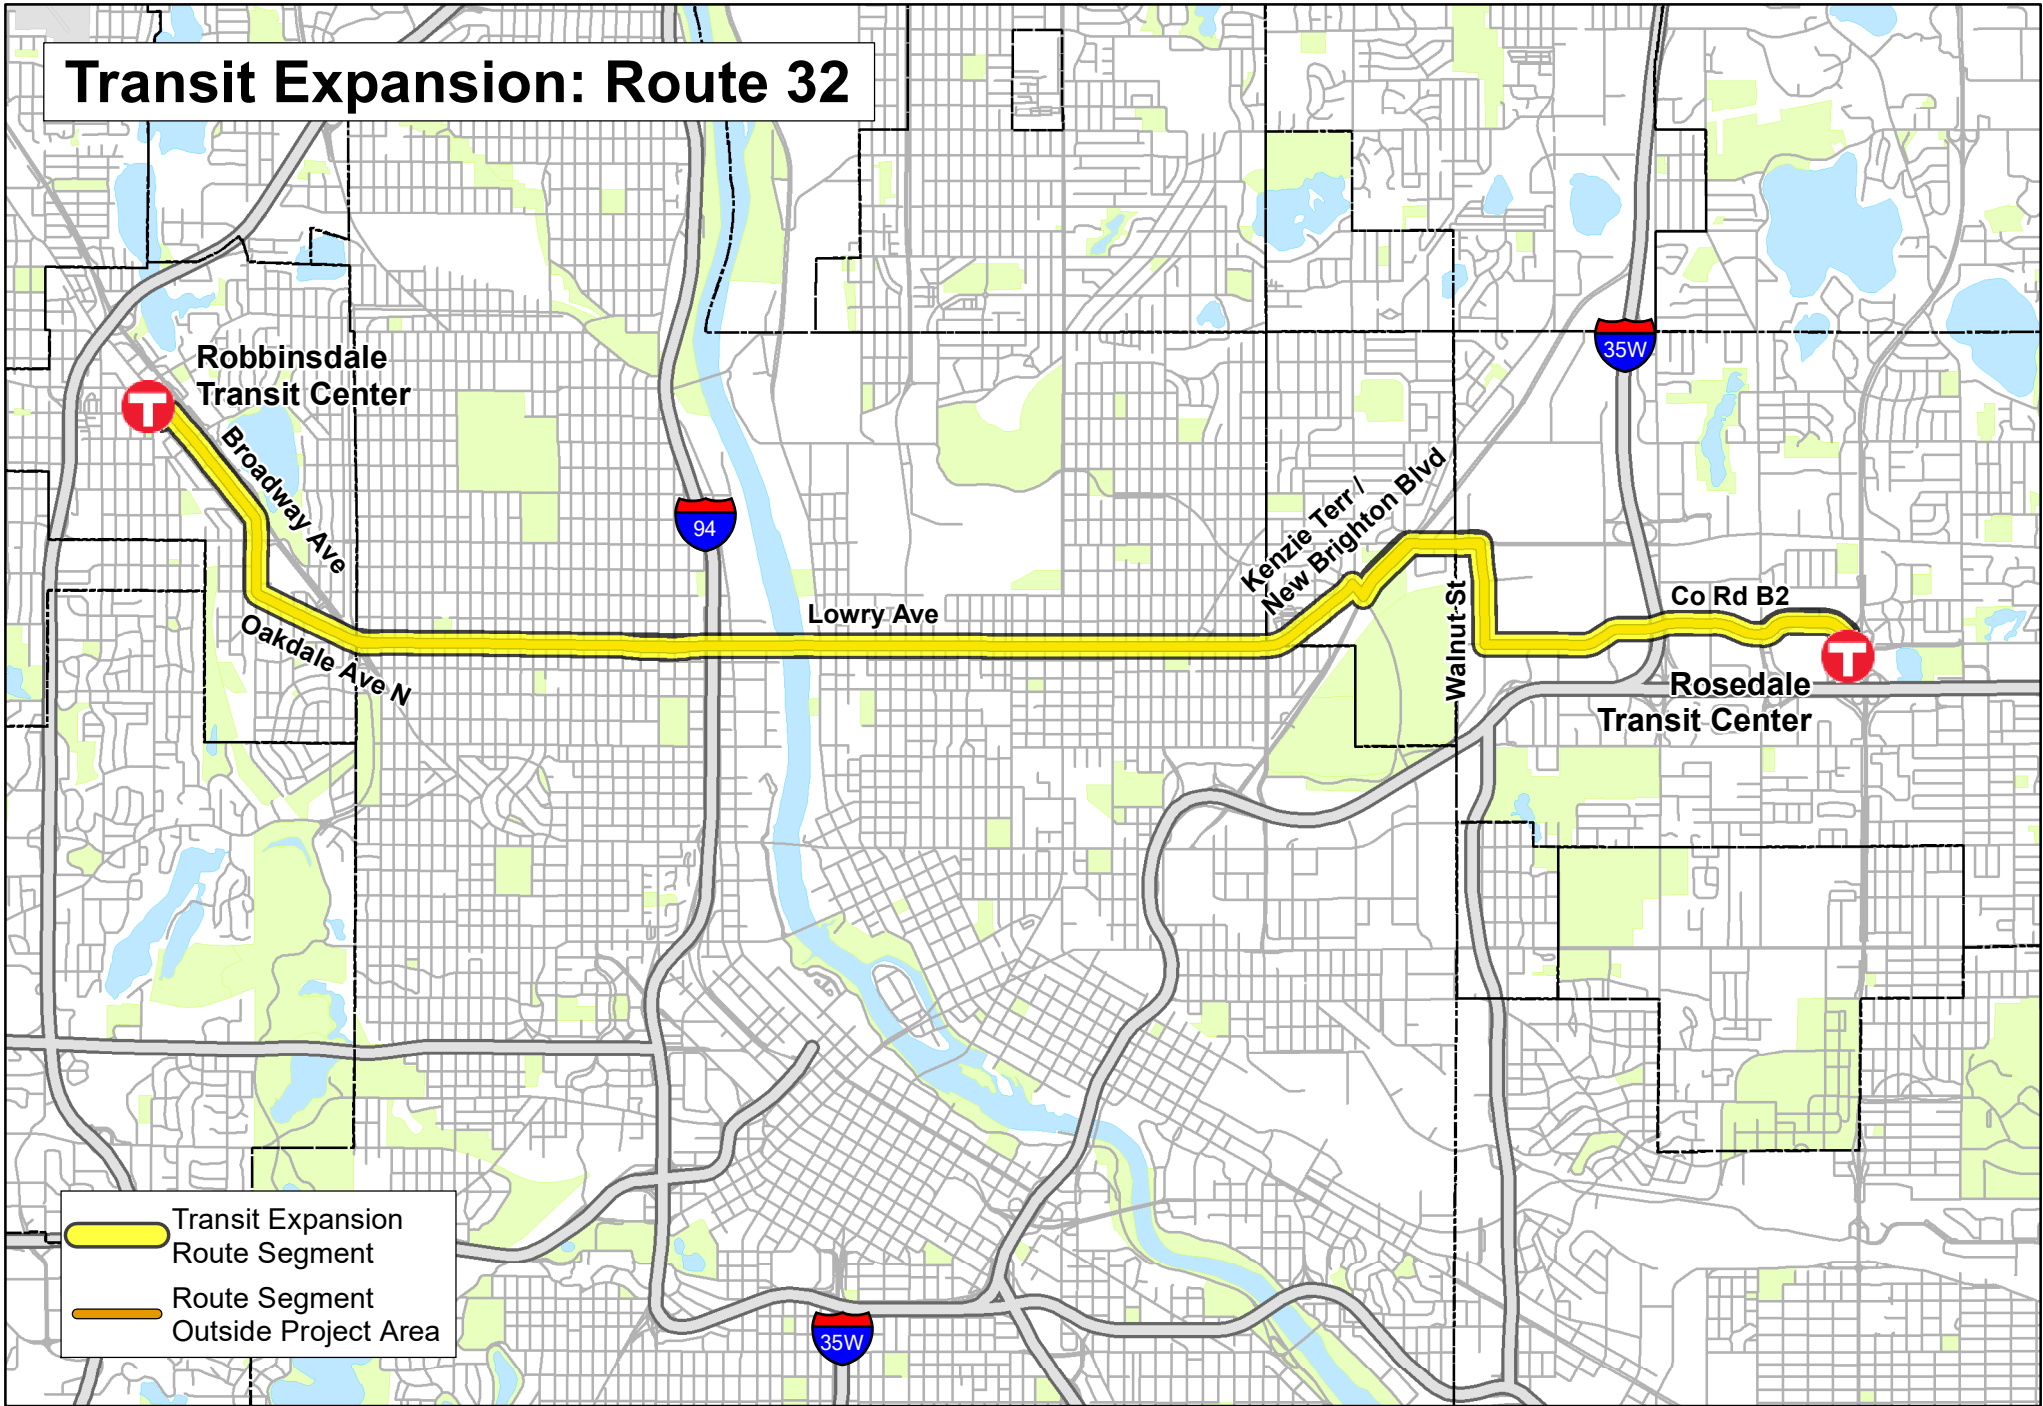 Transit Expansion: Route 32
Robbinsdale
Transit Center
T
Broadway Ave
Oakdale Ave N
94
Lowry Ave
Kenzie Terr /
New Brighton Blvd
Walnut St
35W
Co Rd B2
T
Rosedale
Transit Center
35W
Transit Expansion
Route Segment
Route Segment
Outside Project Area